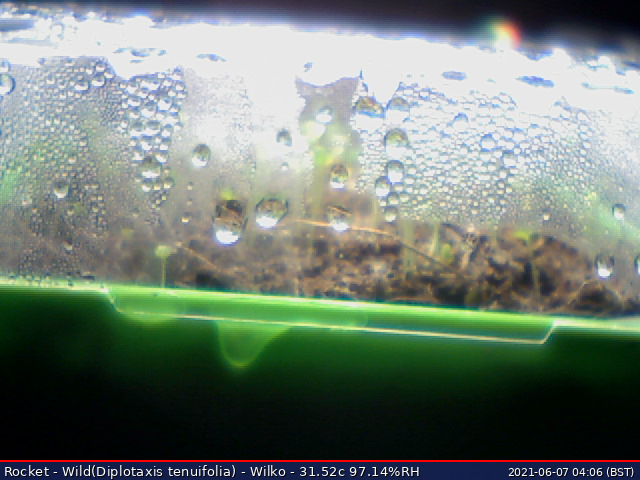 Rocket - Wild(Diplotaxis tenuifolia) - Wilko - 31.52c 97.14%RH 2021-06-07 04:06 (BST)